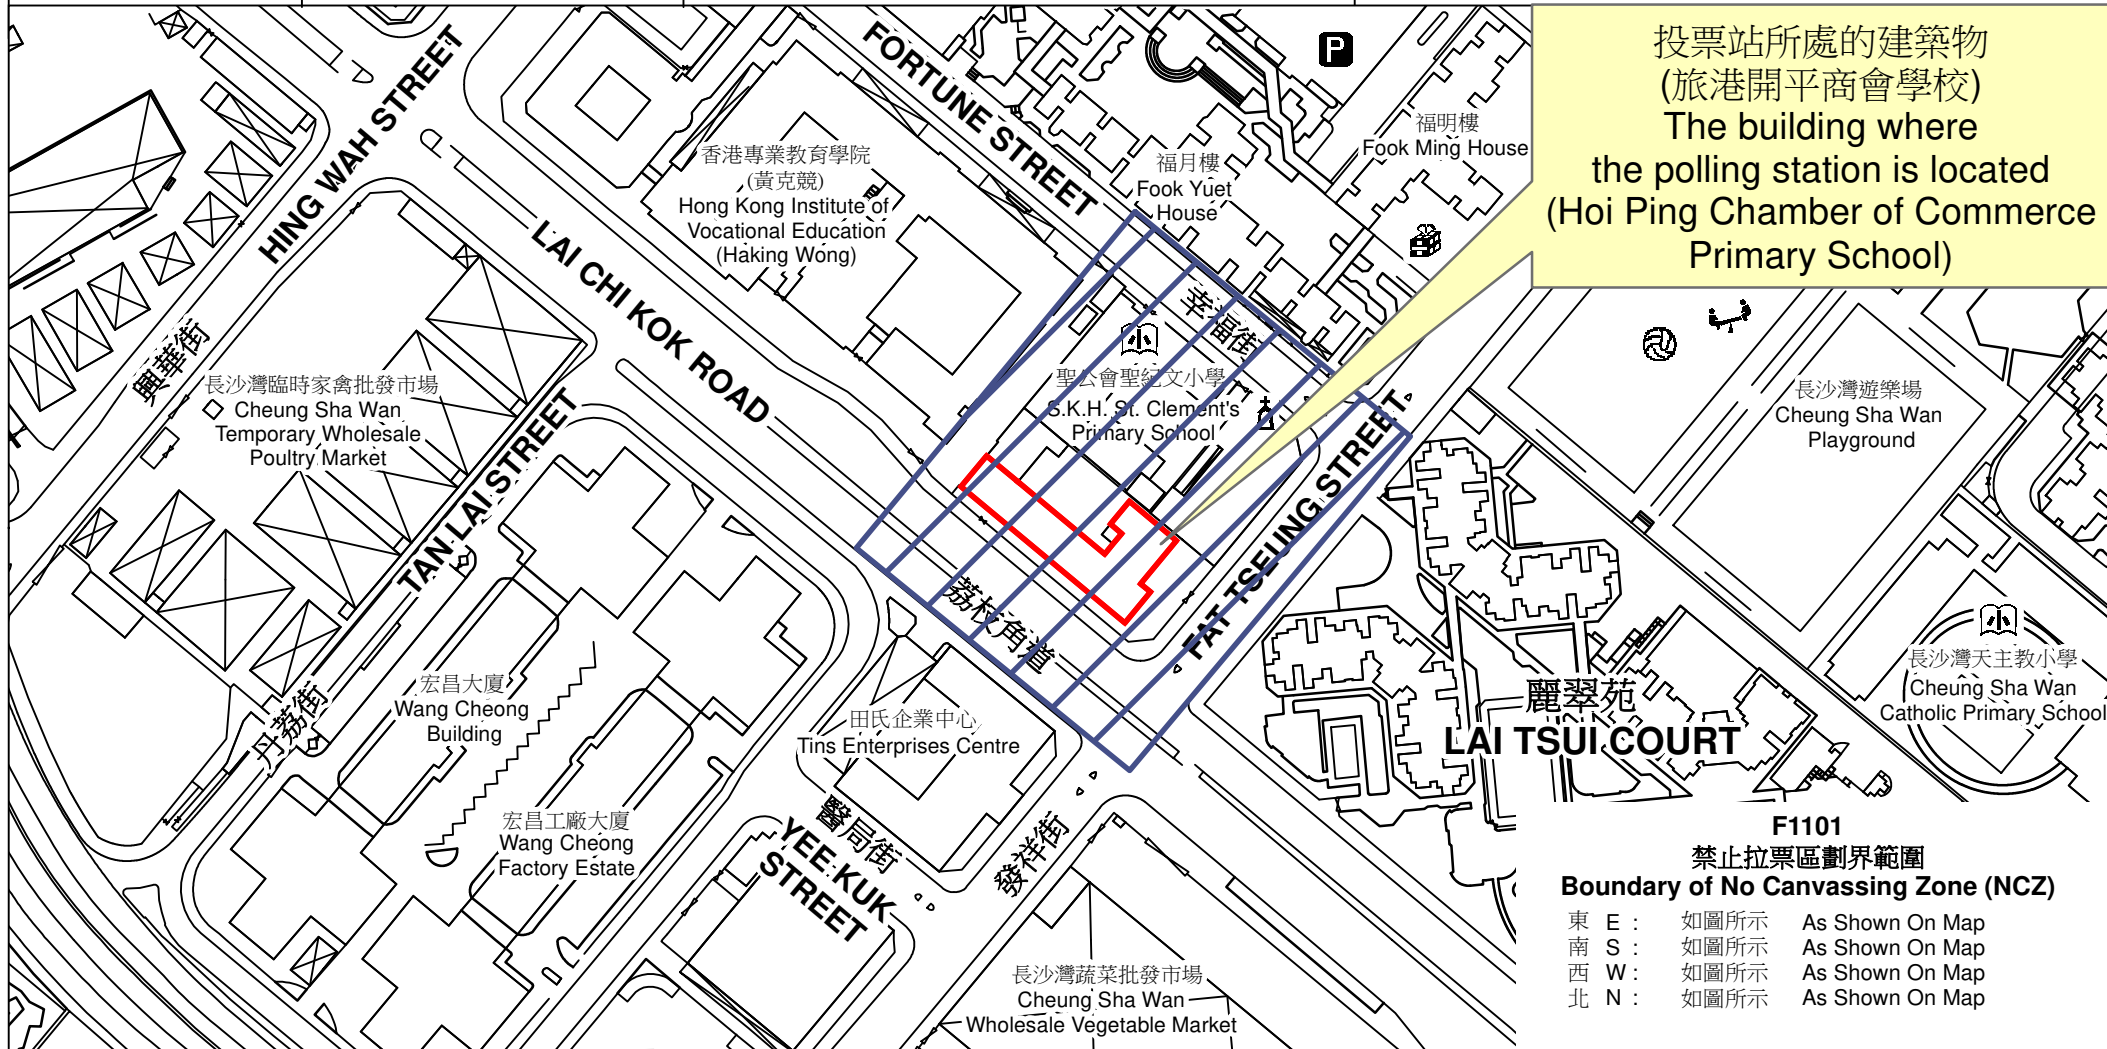 投票站所處的建築物
(旅港開平商會學校)
The building where
the polling station is located
(Hoi Ping Chamber of Commerce
Primary School)
HING WAH STREET
興華街
FORTUNE STREET
幸福街
LAI CHI KOK ROAD
荔枝角道
TAN LAI STREET
丹荔街
FAT TSEUNG STREET
發祥街
醫局街
YEE KUK
STREET
P
福明樓
Fook Ming House
福月樓
Fook Yuet
House
香港專業教育學院
(黃克競)
Hong Kong Institute of
Vocational Education
(Haking Wong)
小
聖公會聖紀文小學
S.K.H. St. Clement's
Primary School
長沙灣臨時家禽批發市場
Cheung Sha Wan
Temporary Wholesale
Poultry Market
長沙灣遊樂場
Cheung Sha Wan
Playground
小
長沙灣天主教小學
Cheung Sha Wan
Catholic Primary School
麗翠苑
LAI TSUI COURT
宏昌大廈
Wang Cheong
Building
田氏企業中心
Tins Enterprises Centre
宏昌工廠大廈
Wang Cheong
Factory Estate
長沙灣蔬菜批發市場
Cheung Sha Wan
Wholesale Vegetable Market
F1101
禁止拉票區劃界範圍
Boundary of No Canvassing Zone (NCZ)
東 E : 如圖所示 As Shown On Map
南 S : 如圖所示 As Shown On Map
西 W : 如圖所示 As Shown On Map
北 N : 如圖所示 As Shown On Map